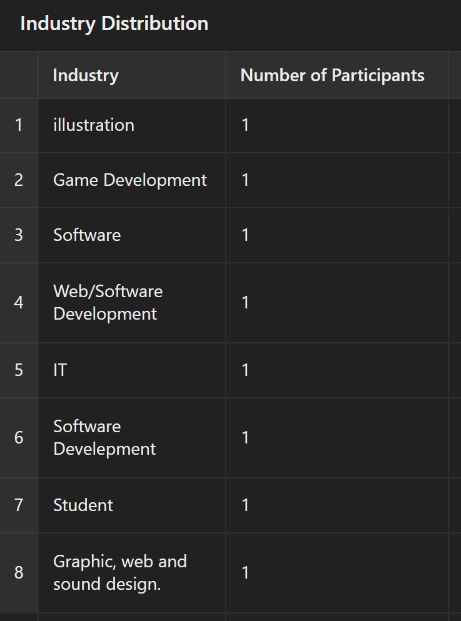 Industry Distribution
Industry Number of Participants
1 illustration 1
2 Game Development 1
3 Software 1
4 Web/Software Development 1
5 IT 1
6 Software Develepment 1
7 Student 1
8 Graphic, web and sound design. 1